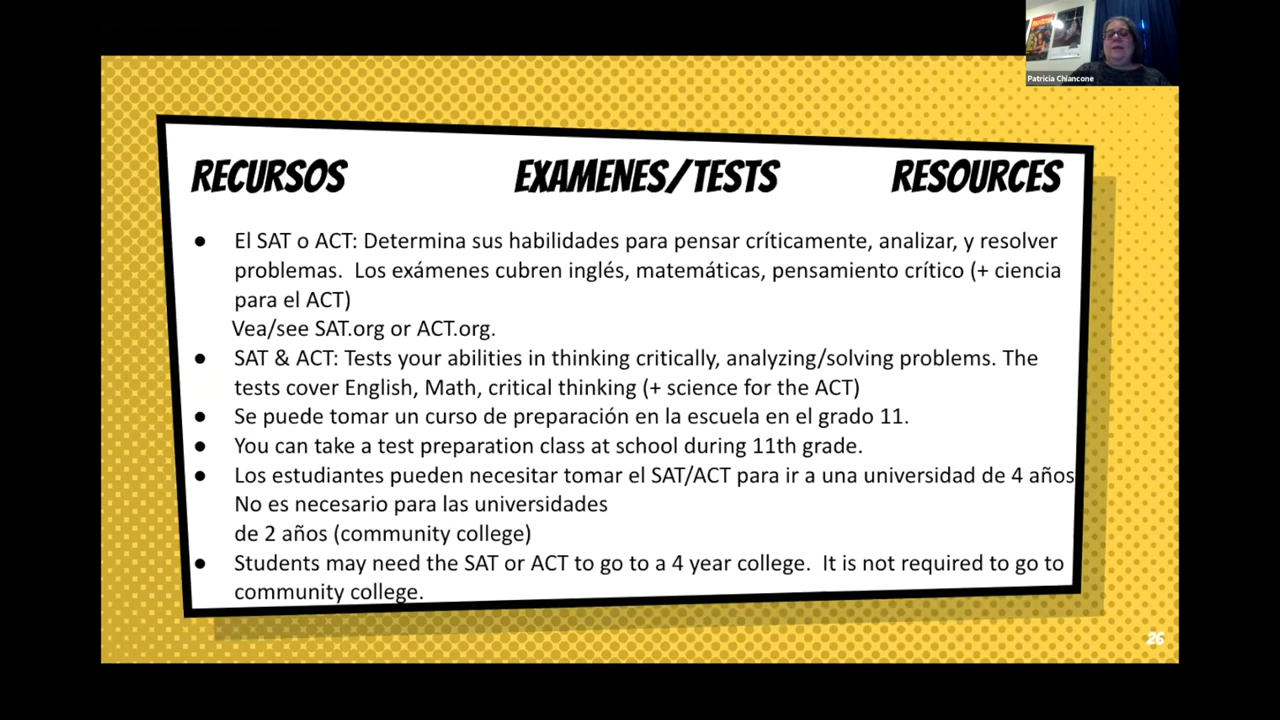 Patricia Chiancone
RECURSOS EXAMENES/TESTS RESOURCES
● El SAT o ACT: Determina sus habilidades para pensar críticamente, analizar, y resolver
problemas. Los exámenes cubren inglés, matemáticas, pensamiento crítico (+ ciencia
para el ACT)
Vea/see SAT.org or ACT.org.
● SAT & ACT: Tests your abilities in thinking critically, analyzing/solving problems. The
tests cover English, Math, critical thinking (+ science for the ACT)
● Se puede tomar un curso de preparación en la escuela en el grado 11.
● You can take a test preparation class at school during 11th grade.
● Los estudiantes pueden necesitar tomar el SAT/ACT para ir a una universidad de 4 años
No es necesario para las universidades
de 2 años (community college)
● Students may need the SAT or ACT to go to a 4 year college. It is not required to go to
community college.
26